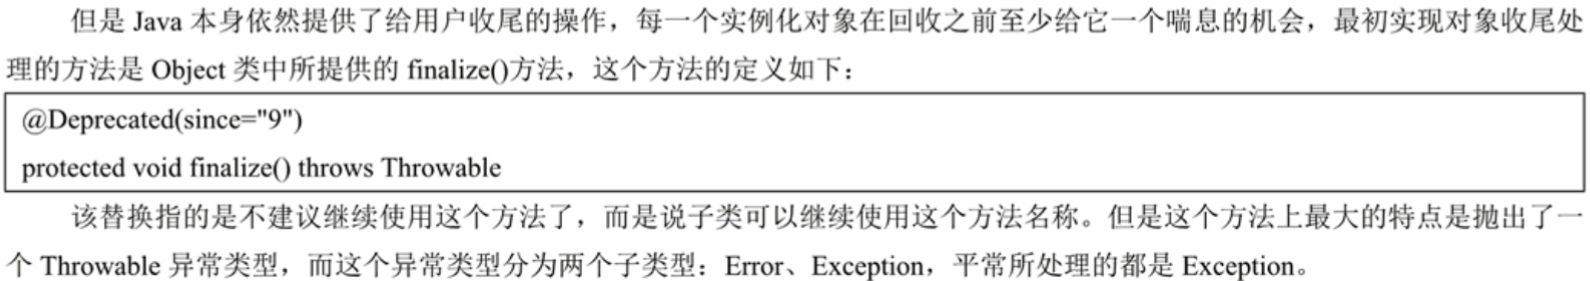 但是 Java 本身依然提供了给用户收尾的操作，每一个实例化对象在回收之前至少给它一个喘息的机会，最初实现对象收尾处
理的方法是 Object 类中所提供的 finalize()方法，这个方法的定义如下：
@Deprecated(since="9")
protected void finalize() throws Throwable
该替换指的是不建议继续使用这个方法了，而是说子类可以继续使用这个方法名称。但是这个方法上最大的特点是抛出了一
个 Throwable 异常类型，而这个异常类型分为两个子类型：Error、Exception，平常所处理的都是 Exception。